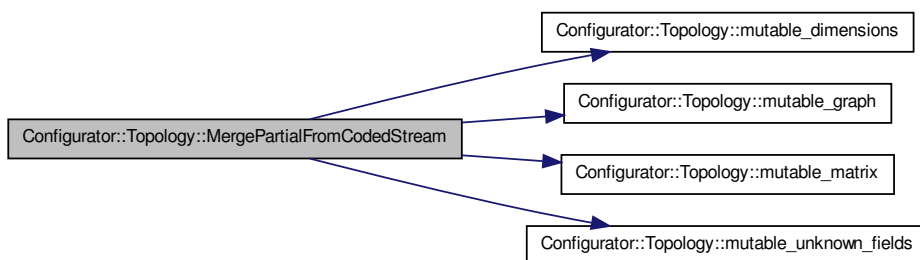 Configurator::Topology::mutable_dimensions
Configurator::Topology::mutable_graph
Configurator::Topology::MergePartialFromCodedStream
Configurator::Topology::mutable_matrix
Configurator::Topology::mutable_unknown_fields